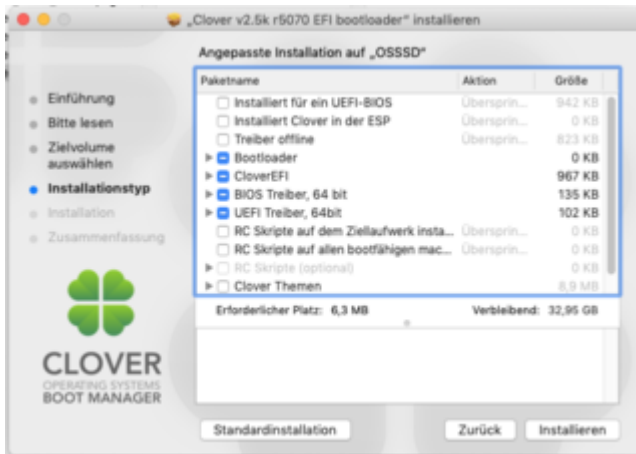 „Clover v2.5k r5070 EFI bootloader“ installieren
Angepasste Installation auf „OSSSD“
Einführung
Bitte lesen
Zielvolume
auswählen
Installationstyp
Installation
Zusammenfassung
Paketname Aktion Größe
Installiert für ein UEFI-BIOS Übersprin... 942 KB
Installiert Clover in der ESP Übersprin... 0 KB
Treiber offline Übersprin... 823 KB
Bootloader 0 KB
CloverEFI 967 KB
BIOS Treiber, 64 bit 135 KB
UEFI Treiber, 64bit 102 KB
RC Skripte auf dem Ziellaufwerk insta... Übersprin... 0 KB
RC Skripte auf allen bootfähigen mac... Übersprin... 0 KB
RC Skripte (optional) 0 KB
Clover Themen 8,9 MB
Erforderlicher Platz: 6,3 MB Verbleibend: 32,95 GB
CLOVER
OPERATING SYSTEMS
BOOT MANAGER
Standardinstallation Zurück Installieren